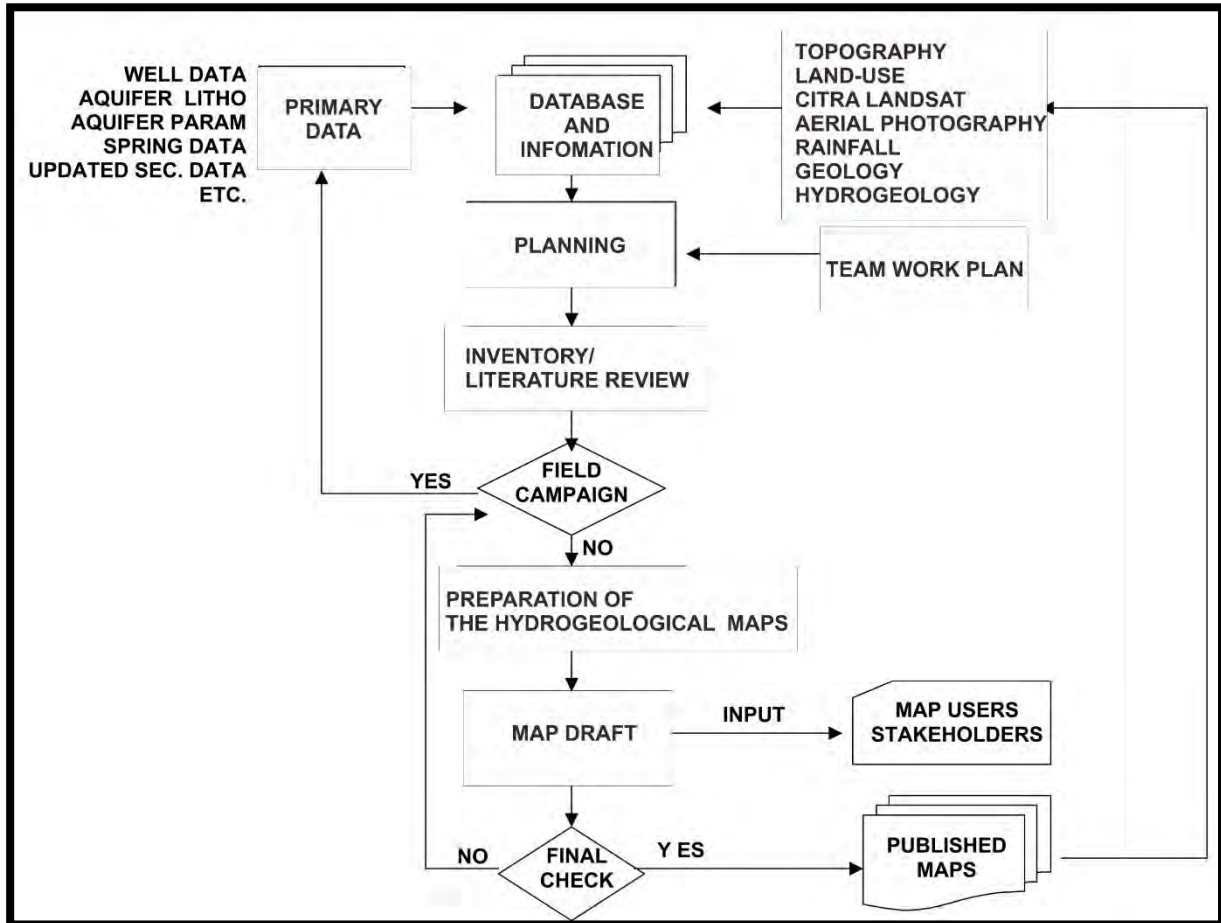 WELL DATA
AQUIFER LITHO
AQUIFER PARAM
SPRING DATA
UPDATED SEC. DATA
ETC.
PRIMARY
DATA
DATABASE
AND
INFOMATION
TOPOGRAPHY
LAND-USE
CITRA LANDSAT
AERIAL PHOTOGRAPHY
RAINFALL
GEOLOGY
HYDROGEOLOGY
PLANNING
TEAM WORK PLAN
INVENTORY/
LITERATURE REVIEW
YES
FIELD
CAMPAIGN
NO
PREPARATION OF
THE HYDROGEOLOGICAL MAPS
MAP DRAFT
INPUT
MAP USERS
STAKEHOLDERS
NO
FINAL
CHECK
Y ES
PUBLISHED
MAPS